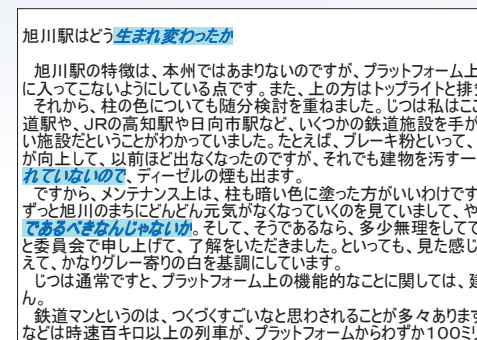 旭川駅はどう生まれ変わったか
旭川駅の特徴は、本州ではあまりないのですが、プラットフォーム上
に入ってこないようにしている点です。また、上の方はトップライトと排
それから、柱の色についても随分検討を重ねました。じつは私はこ
道駅や、JRの高知駅や日向市駅など、いくつかの鉄道施設を手が
い施設だということがわかっていました。たとえば、ブレーキ粉といって、
が向上して、以前ほど出なくなったのですが、それでも建物を汚す一
れていないので、ディーゼルの煙も出ます。
ですから、メンテナンス上は、柱も暗い色に塗った方がいいわけです
ずっと旭川のまちにどんどん元気がなくなっていくのを見ていまして、や
であるべきなんじゃないか。そして、そうであるなら、多少無理をしてで
と委員会で申し上げて、了解をいただきました。といっても、見た感じ
えて、かなりグレー寄りの白を基調にしています。
じつは通常ですと、プラットフォーム上の機能的なことに関しては、建
ん。
鉄道マンというのは、つくづくすごいなと思わされることが多々あります
などは時速百キロ以上の列車が、プラットフォームからわずか100ミリ